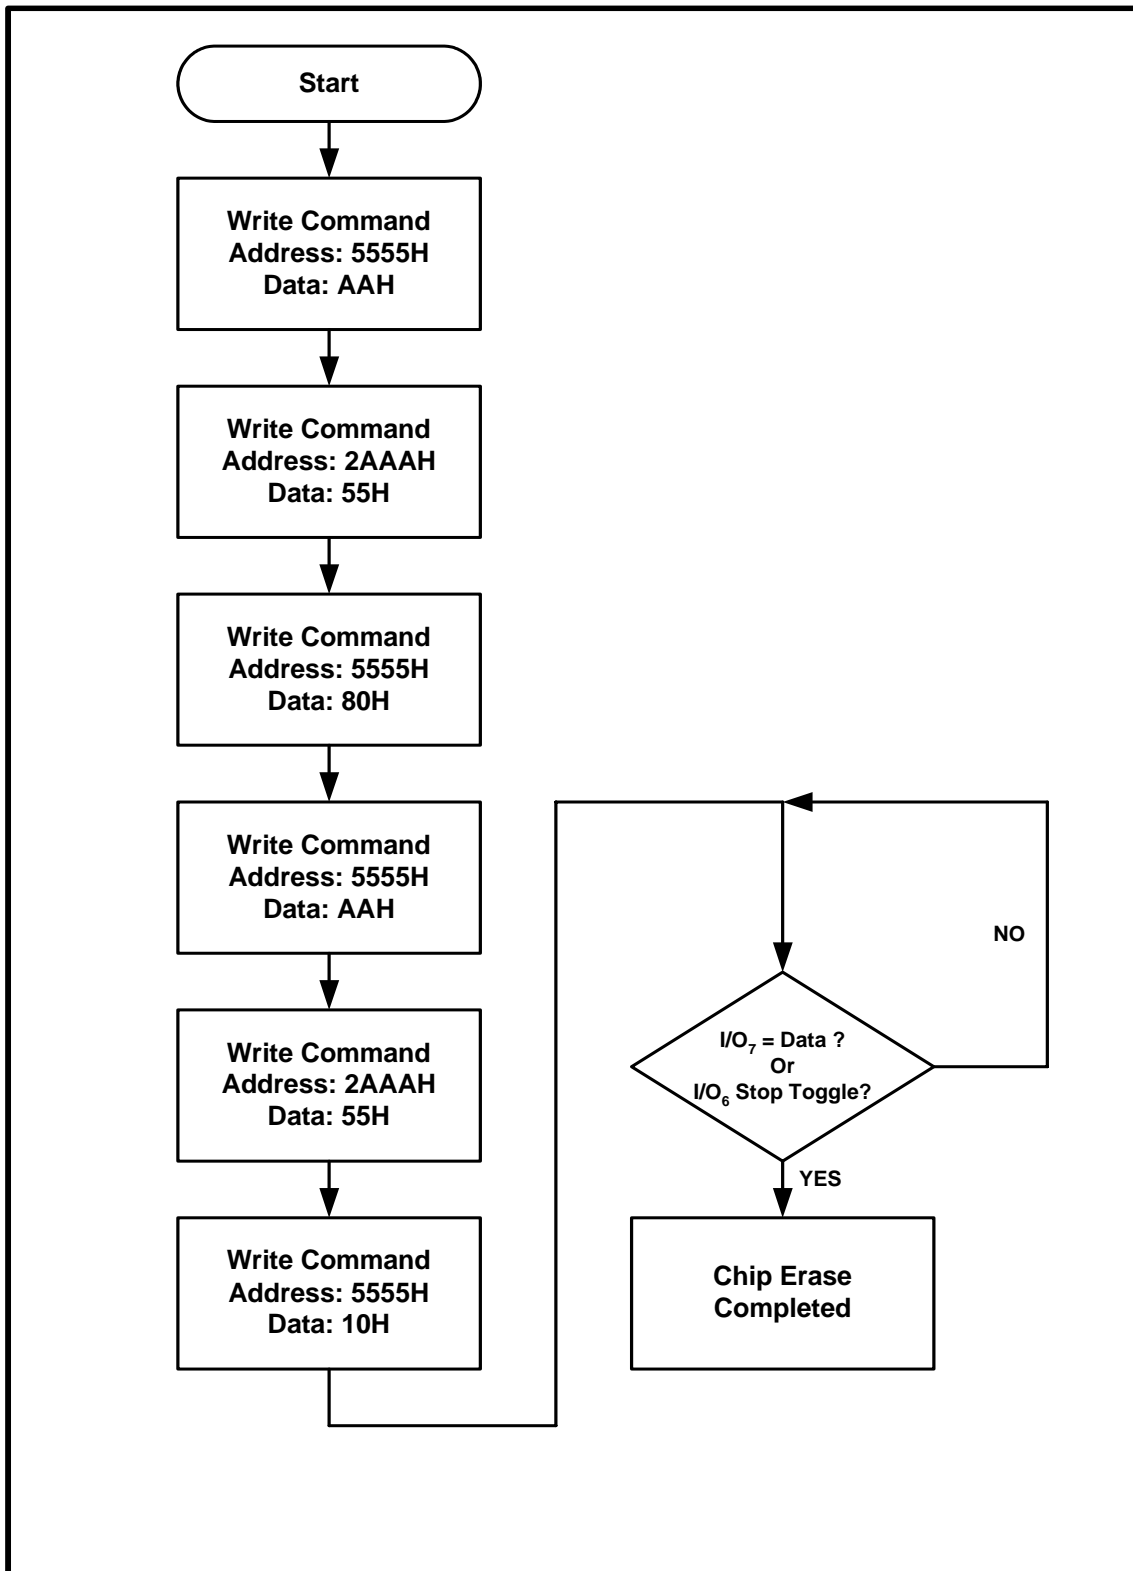 Start
Write Command
Address: 5555H
Data: AAH
Write Command
Address: 2AAAH
Data: 55H
Write Command
Address: 5555H
Data: 80H
Write Command
Address: 5555H
Data: AAH
Write Command
Address: 2AAAH
Data: 55H
Write Command
Address: 5555H
Data: 10H
NO
I/O₇ = Data ?
Or
I/O₆ Stop Toggle?
YES
Chip Erase
Completed